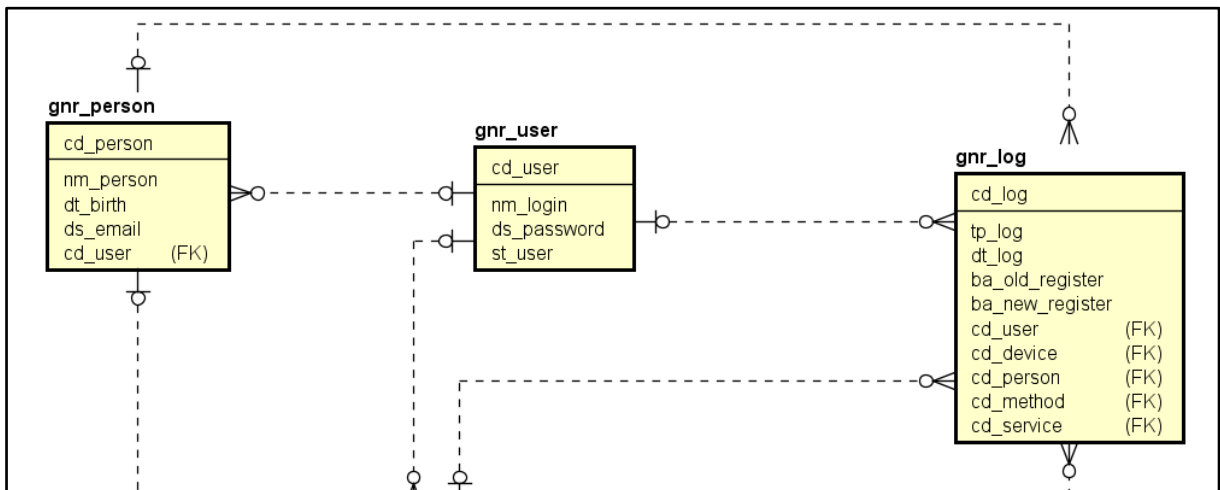 gnr_person
cd_person
nm_person
dt_birth
ds_email
cd_user (FK)
gnr_user
cd_user
nm_login
ds_password
st_user
gnr_log
cd_log
tp_log
dt_log
ba_old_register
ba_new_register
cd_user (FK)
cd_device (FK)
cd_person (FK)
cd_method (FK)
cd_service (FK)